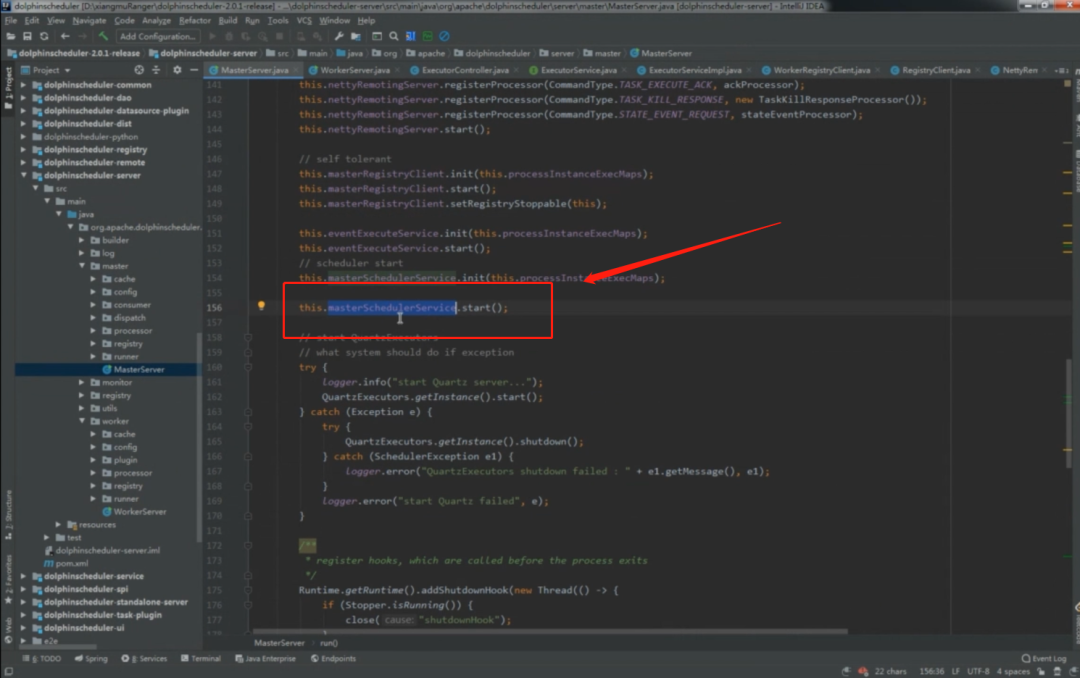 dolphinscheduler [D:\xiangmuRanger\dolphinscheduler-2.0.1-release] - ...\dolphinscheduler-server\src\main\java\org\apache\dolphinscheduler\server\master\MasterServer.java [dolphinscheduler-server] - IntelliJ IDEA
File Edit View Navigate Code Analyze Refactor Build Run Tools VCS Window Help
Add Configuration...
dolphinscheduler-2.0.1-release dolphinscheduler-server src main java org apache dolphinscheduler server master MasterServer
Project
MasterServer.java WorkerServer.java ExecutorController.java ExecutorService.java ExecutorServiceImpl.java WorkerRegistryClient.java RegistryClient.java NettyRem
1: Project
dolphinscheduler-common
dolphinscheduler-dao
dolphinscheduler-datasource-plugin
dolphinscheduler-dist
dolphinscheduler-python
dolphinscheduler-registry
dolphinscheduler-remote
dolphinscheduler-server
src
main
java
org.apache.dolphinscheduler.
builder
log
master
cache
config
consumer
dispatch
processor
registry
runner
MasterServer
monitor
registry
utils
worker
cache
config
plugin
processor
registry
runner
WorkerServer
resources
test
dolphinscheduler-server.iml
pom.xml
dolphinscheduler-service
dolphinscheduler-spi
dolphinscheduler-standalone-server
dolphinscheduler-task-plugin
dolphinscheduler-ui
e2e
141 this.nettyRemotingServer.registerProcessor(CommandType.TASK_EXECUTE_ACK, ackProcessor);
142 this.nettyRemotingServer.registerProcessor(CommandType.TASK_KILL_RESPONSE, new TaskKillResponseProcessor());
143 this.nettyRemotingServer.registerProcessor(CommandType.STATE_EVENT_REQUEST, stateEventProcessor);
144 this.nettyRemotingServer.start();
145
146 // self tolerant
147 this.masterRegistryClient.init(this.processInstanceExecMaps);
148 this.masterRegistryClient.start();
149 this.masterRegistryClient.setRegistryStoppable(this);
150
151 this.eventExecuteService.init(this.processInstanceExecMaps);
152 this.eventExecuteService.start();
153 // scheduler start
154 this.masterSchedulerService.init(this.processInstanceExecMaps);
155
156 this.masterSchedulerService.start();
158 // start QuartzExecutors
159 // what system should do if exception
160 try {
161 logger.info("start Quartz server...");
162 QuartzExecutors.getInstance().start();
163 } catch (Exception e) {
164 try {
165 QuartzExecutors.getInstance().shutdown();
166 } catch (SchedulerException e1) {
167 logger.error("QuartzExecutors shutdown failed : " + e1.getMessage(), e1);
168 }
169 logger.error("start Quartz failed", e);
170 }
171
172 /**
173 * register hooks, which are called before the process exits
174 */
175 Runtime.getRuntime().addShutdownHook(new Thread(() -> {
176 if (Stopper.isRunning()) {
177 close( cause: "shutdownHook");
MasterServer run()
Structure
2: Favorites
Web
6: TODO Spring 8: Services Terminal Java Enterprise Endpoints Event Log
22 chars 156:36 LF UTF-8 4 spaces